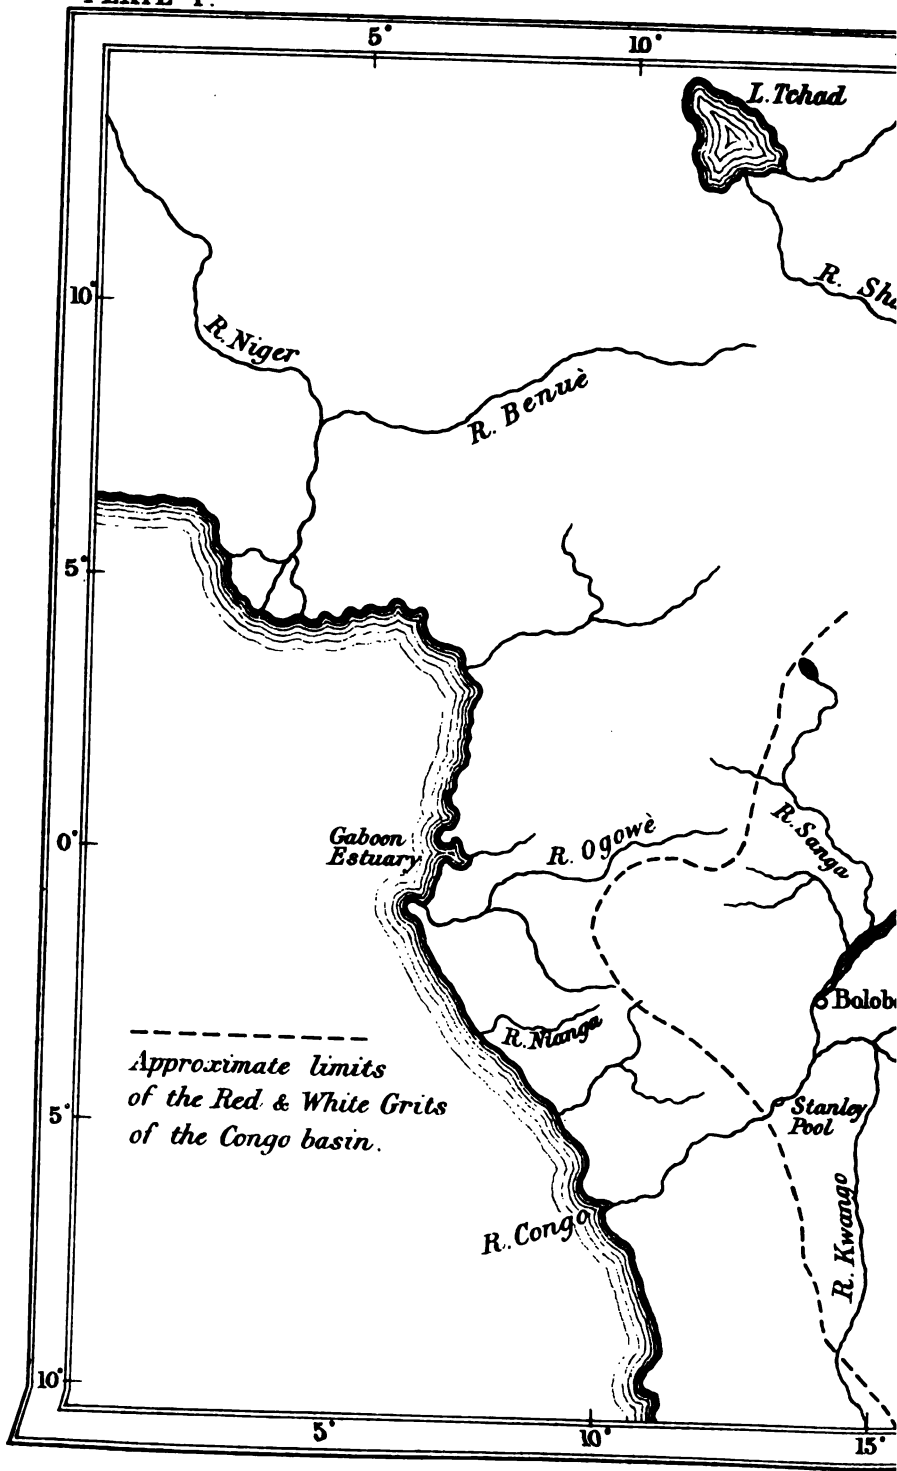 5°
10°
L. Tchad
R.
10°
R. Niger
R. Benuè
5°
R. Sanga
R. Ogowè
Gaboon
Estuary
0°
R. Nianga
Approximate limits
of the Red & White Grits
of the Congo basin.
5°
Stanley
Pool
R. Kwango
R. Congo
10°
5°
10°
15°